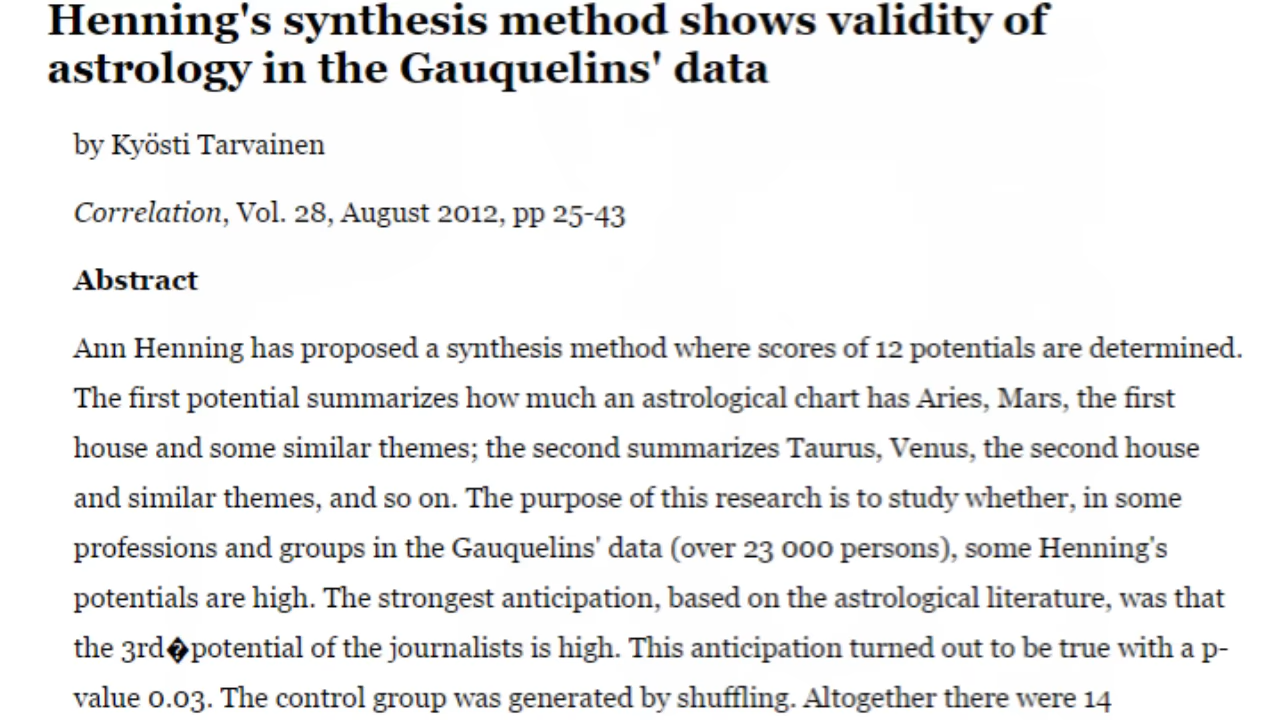 Henning's synthesis method shows validity of
astrology in the Gauquelins' data
by Kyösti Tarvainen
Correlation, Vol. 28, August 2012, pp 25-43
Abstract
Ann Henning has proposed a synthesis method where scores of 12 potentials are determined.
The first potential summarizes how much an astrological chart has Aries, Mars, the first
house and some similar themes; the second summarizes Taurus, Venus, the second house
and similar themes, and so on. The purpose of this research is to study whether, in some
professions and groups in the Gauquelins' data (over 23 000 persons), some Henning's
potentials are high. The strongest anticipation, based on the astrological literature, was that
the 3rd�potential of the journalists is high. This anticipation turned out to be true with a p-
value 0.03. The control group was generated by shuffling. Altogether there were 14